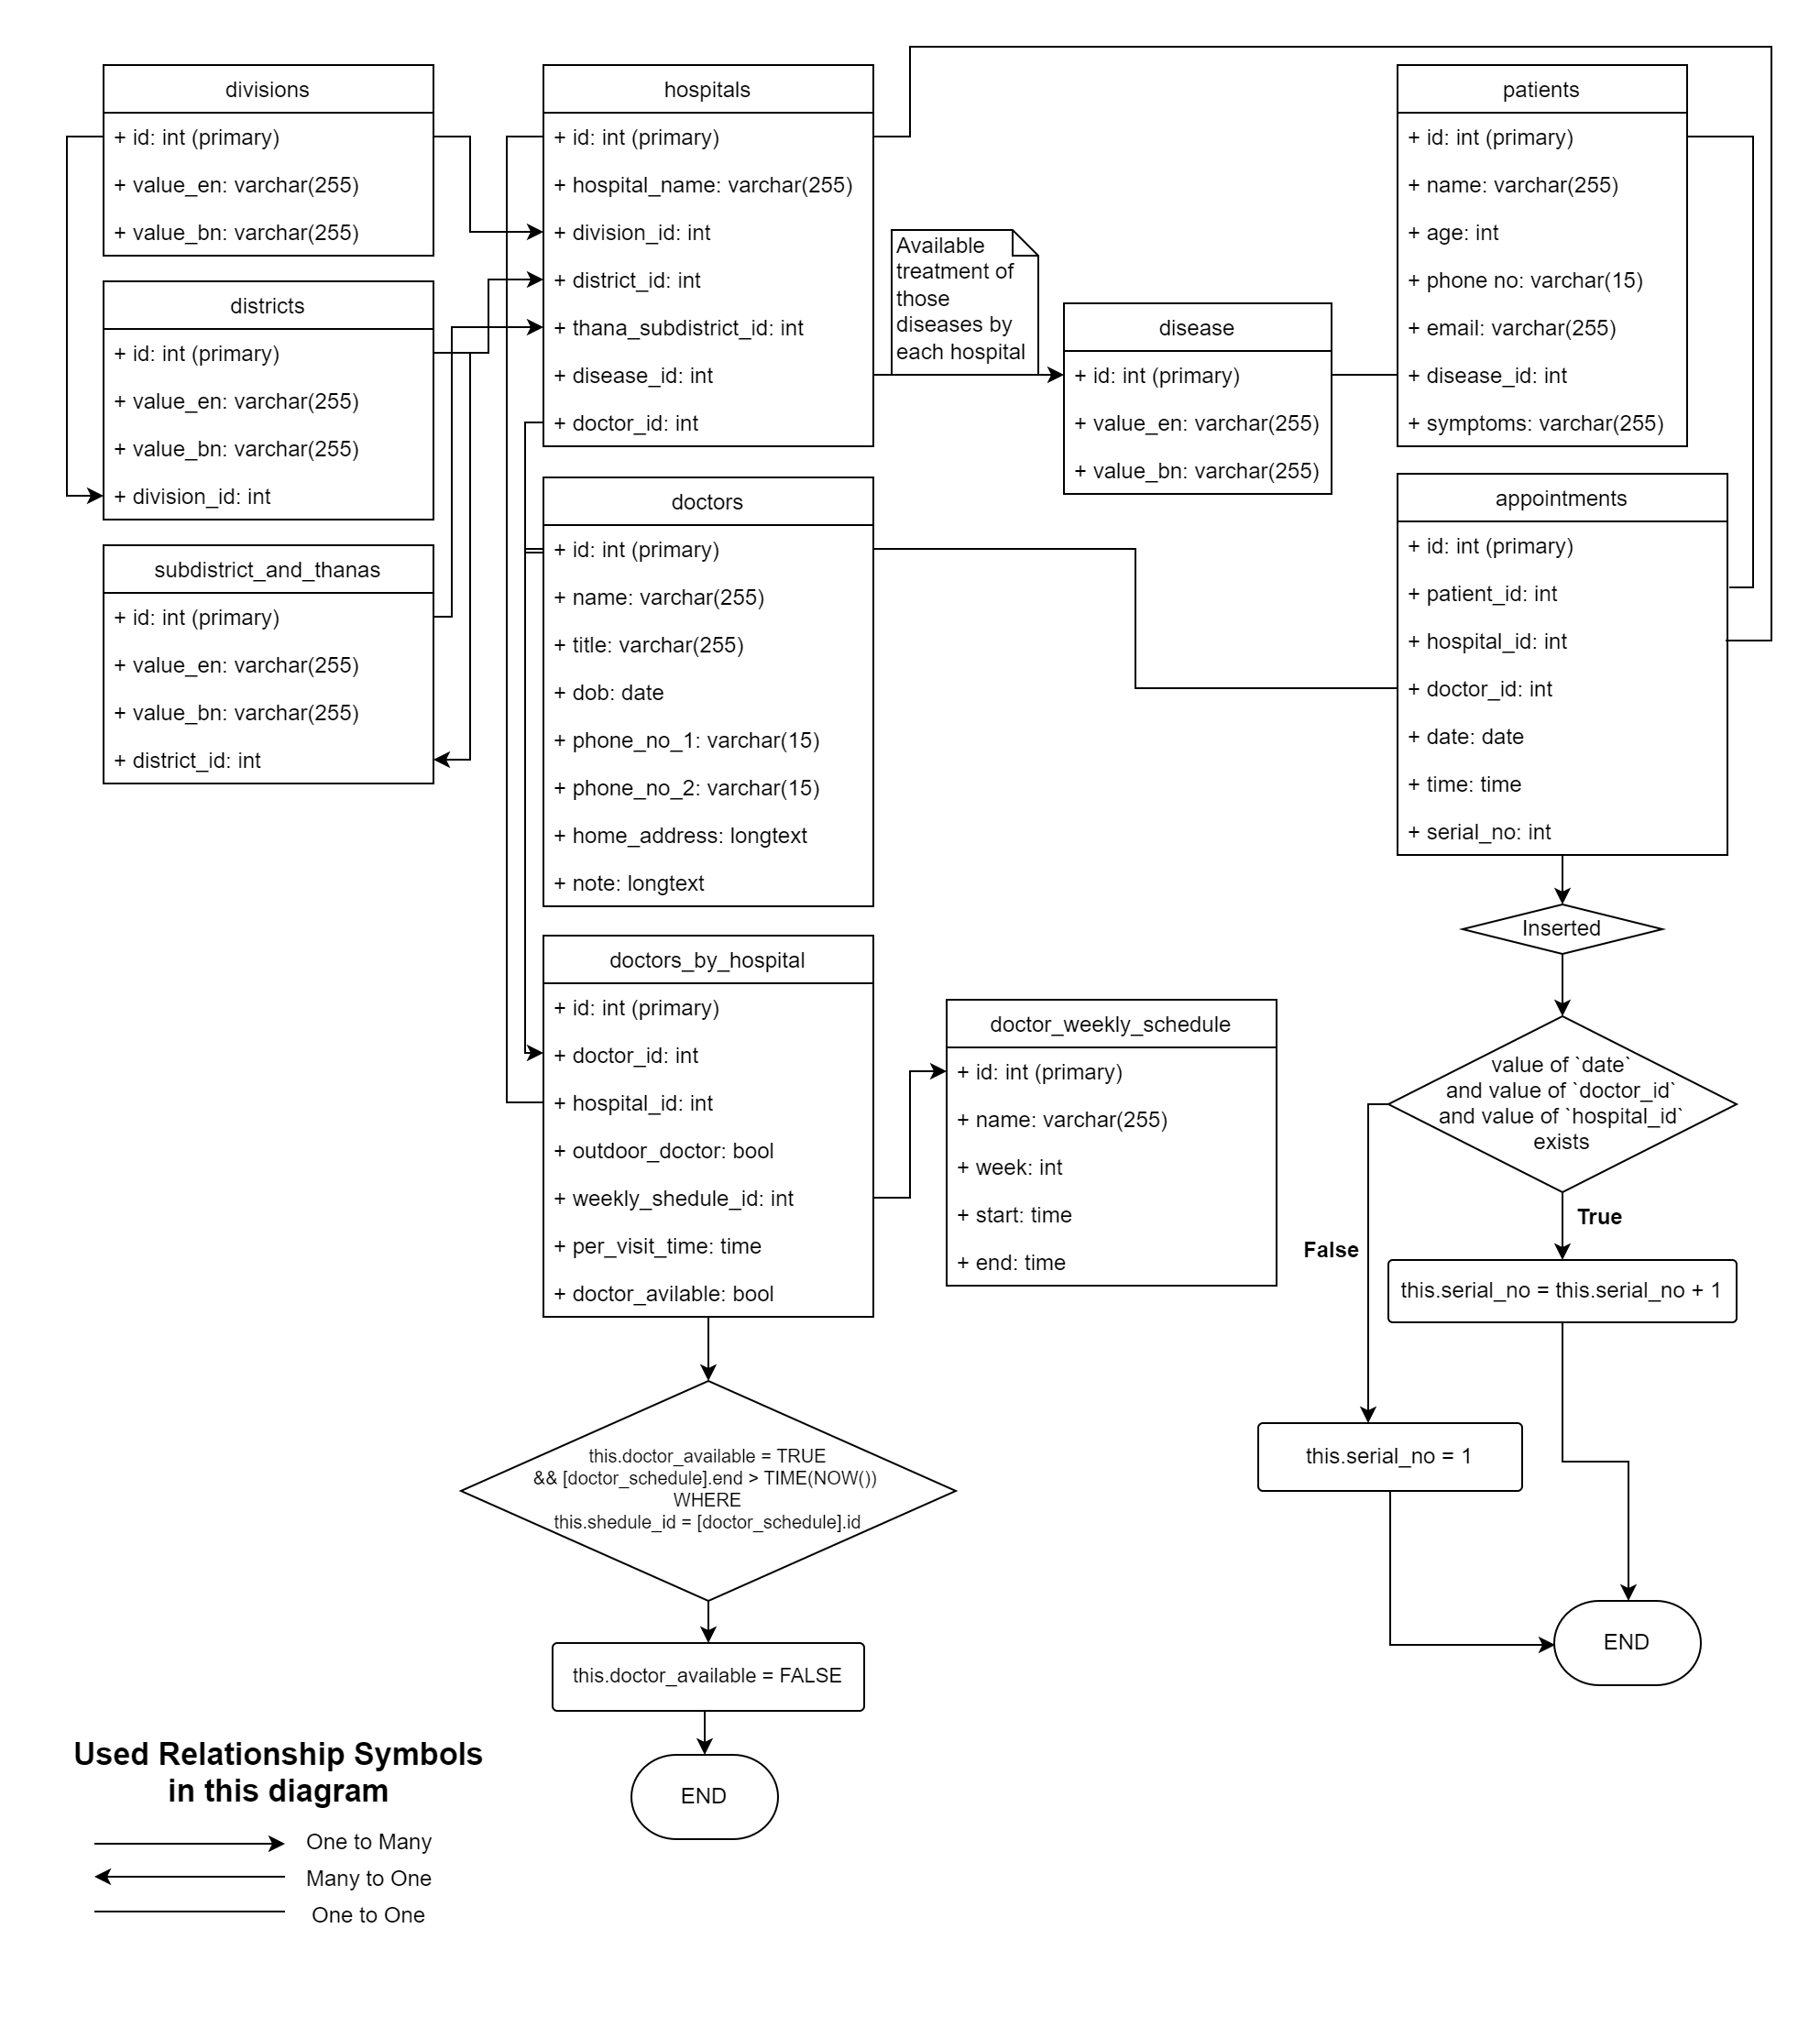 divisions
+ id: int (primary)
+ value_en: varchar(255)
+ value_bn: varchar(255)
districts
+ id: int (primary)
+ value_en: varchar(255)
+ value_bn: varchar(255)
+ division_id: int
subdistrict_and_thanas
+ id: int (primary)
+ value_en: varchar(255)
+ value_bn: varchar(255)
+ district_id: int
hospitals
+ id: int (primary)
+ hospital_name: varchar(255)
+ division_id: int
+ district_id: int
+ thana_subdistrict_id: int
+ disease_id: int
+ doctor_id: int
Available
treatment of
those
diseases by
each hospital
disease
+ id: int (primary)
+ value_en: varchar(255)
+ value_bn: varchar(255)
patients
+ id: int (primary)
+ name: varchar(255)
+ age: int
+ phone no: varchar(15)
+ email: varchar(255)
+ disease_id: int
+ symptoms: varchar(255)
doctors
+ id: int (primary)
+ name: varchar(255)
+ title: varchar(255)
+ dob: date
+ phone_no_1: varchar(15)
+ phone_no_2: varchar(15)
+ home_address: longtext
+ note: longtext
appointments
+ id: int (primary)
+ patient_id: int
+ hospital_id: int
+ doctor_id: int
+ date: date
+ time: time
+ serial_no: int
doctors_by_hospital
+ id: int (primary)
+ doctor_id: int
+ hospital_id: int
+ outdoor_doctor: bool
+ weekly_shedule_id: int
+ per_visit_time: time
+ doctor_avilable: bool
doctor_weekly_schedule
+ id: int (primary)
+ name: varchar(255)
+ week: int
+ start: time
+ end: time
Inserted
value of `date`
and value of `doctor_id`
and value of `hospital_id`
exists
True
False
this.serial_no = this.serial_no + 1
this.serial_no = 1
END
this.doctor_available = TRUE
&& [doctor_schedule].end > TIME(NOW())
WHERE
this.shedule_id = [doctor_schedule].id
this.doctor_available = FALSE
END
Used Relationship Symbols
in this diagram
One to Many
Many to One
One to One